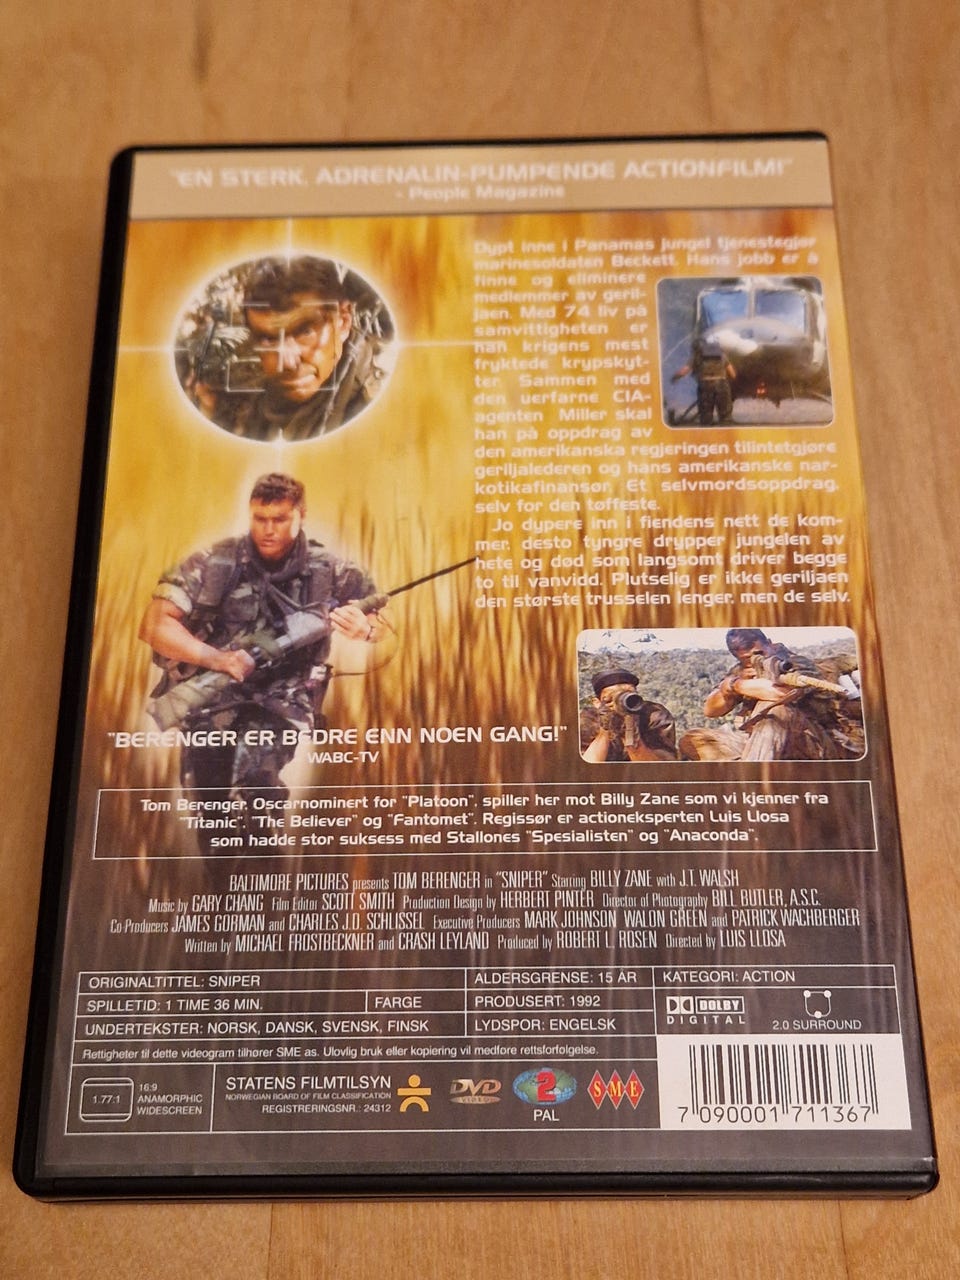 "EN STERK, ADRENALIN-PUMPENDE ACTIONFILM!"
- People Magazine
Dypt inne i Panamas jungel tjenestegjør
marinesoldaten Beckett. Hans jobb er å
finne og eliminere
medlemmer av geril-
jaen. Med 74 liv på
samvittigheten er
han krigens mest
fryktede krypskyt-
ter. Sammen med
den uerfarne CIA-
agenten Miller skal
han på oppdrag av
den amerikanska regjeringen tilintetgjøre
geriljalederen og hans amerikanske nar-
kotikafinansør. Et selvmordsoppdrag,
selv for den tøffeste.
Jo dypere inn i fiendens nett de kom-
mer, desto tyngre drypper jungelen av
hete og død som langsomt driver begge
to til vanvidd. Plutselig er ikke geriljaen
den største trusselen lenger, men de selv.
"BERENGER ER BEDRE ENN NOEN GANG!"
WABC-TV
Tom Berenger, Oscarnominert for "Platoon", spiller her mot Billy Zane som vi kjenner fra
"Titanic", "The Believer" og "Fantomet". Regissør er actioneksperten Luis Llosa
som hadde stor suksess med Stallones "Spesialisten" og "Anaconda".
BALTIMORE PICTURES presents TOM BERENGER in "SNIPER" Starring BILLY ZANE with J.T. WALSH
Music by GARY CHANG Film Editor SCOTT SMITH Production Design by HERBERT PINTER Director of Photography BILL BUTLER, A.S.C.
Co-Producers JAMES GORMAN and CHARLES J.D. SCHLISSEL Executive Producers MARK JOHNSON WALON GREEN and PATRICK WACHBERGER
Written by MICHAEL FROSTBECKNER and CRASH LEYLAND Produced by ROBERT L. ROSEN Directed by LUIS LLOSA
ORIGINALTITTEL: SNIPER
ALDERSGRENSE: 15 ÅR
KATEGORI: ACTION
SPILLETID: 1 TIME 36 MIN.
FARGE
PRODUSERT: 1992
UNDERTEKSTER: NORSK, DANSK, SVENSK, FINSK
LYDSPOR: ENGELSK
DOLBY
DIGITAL
2.0 SURROUND
Rettigheter til dette videogram tilhører SME as. Ulovlig bruk eller kopiering vil medføre rettsforfølgelse.
1.77:1
16:9
ANAMORPHIC
WIDESCREEN
STATENS FILMTILSYN
NORWEGIAN BOARD OF FILM CLASSIFICATION
REGISTRERINGSNR.: 24312
DVD
VIDEO
2
PAL
SME
7 090001 711367